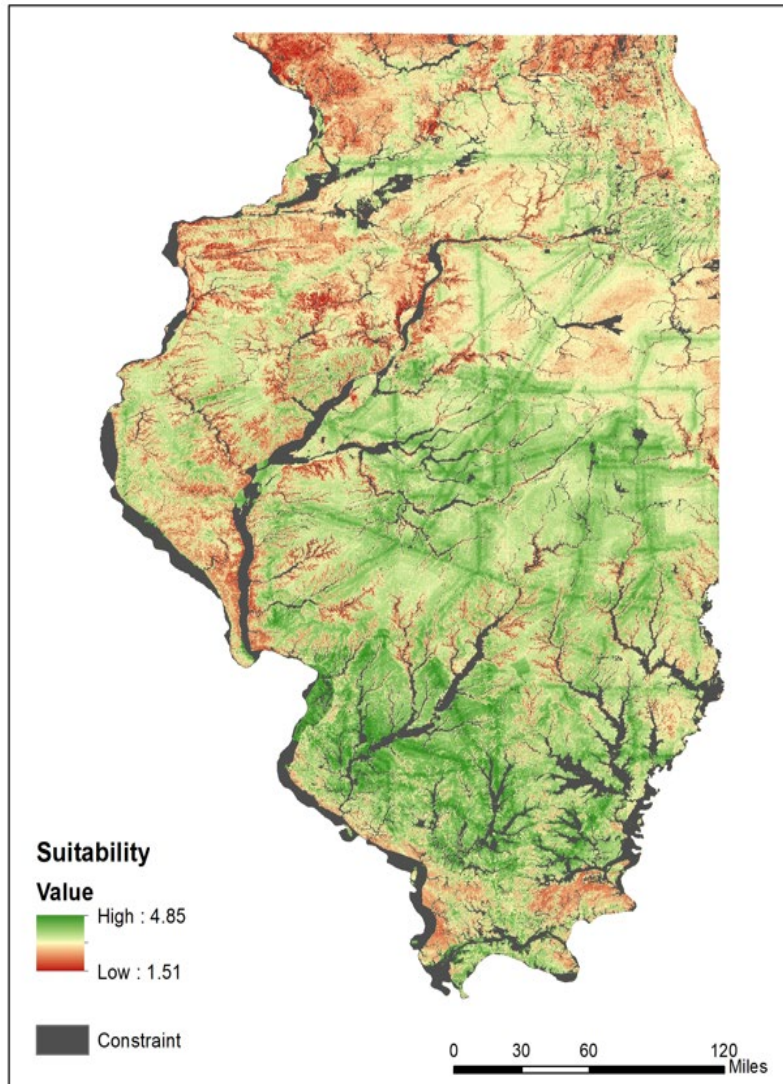 Suitability
Value
High : 4.85
Low : 1.51
Constraint
0 30 60 120
Miles